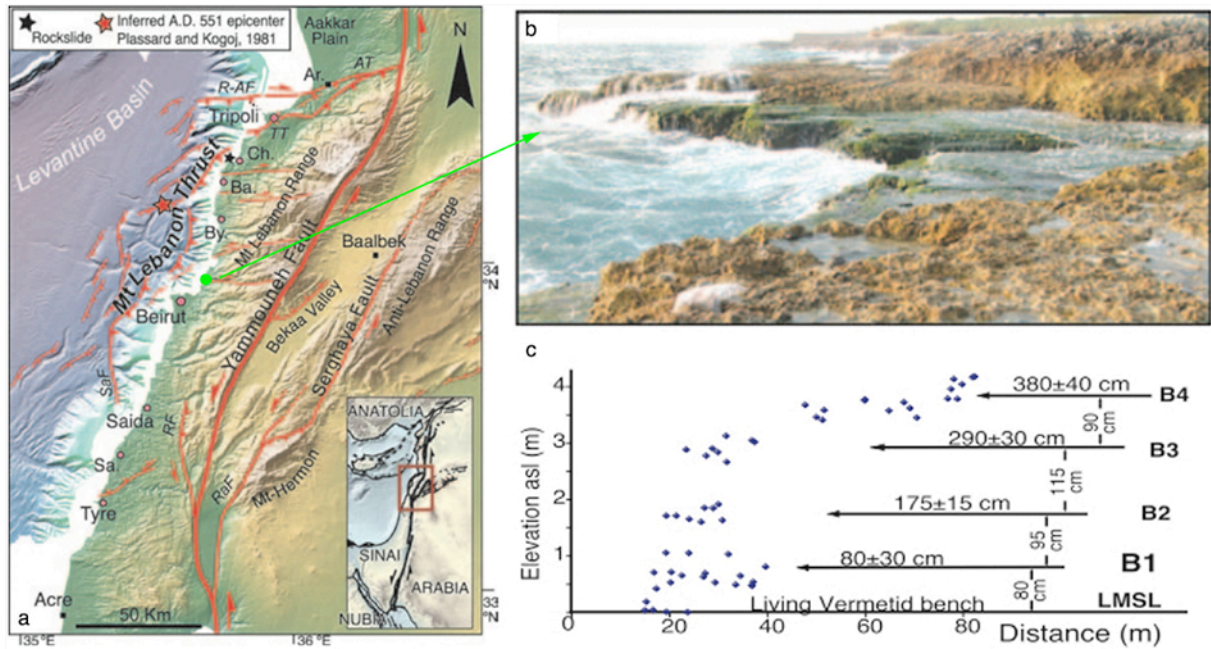 Rockslide
Inferred A.D. 551 epicenter
Plassard and Kogoj, 1981
Aakkar
Plain
N
Ar.
AT
R-AF
Tripoli
TT
Levantine Basin
Ch.
Ba.
By.
Mt Lebanon Thrust
Mt Lebanon Range
Yammouneh Fault
Baalbek
34
°N
Beirut
Bekaa Valley
Serghaya Fault
Anti-Lebanon Range
SaF
Saida
RF
Sa.
RaF
Mt-Hermon
Tyre
ANATOLIA
SINAI
ARABIA
NUBIA
Acre
a
50 Km
33
°N
35°E
36 °E
b
c
Elevation asl (m)
4
3
2
1
0
380±40 cm
B4
90
cm
290±30 cm
B3
115
cm
175±15 cm
B2
95
cm
80±30 cm
B1
80
cm
Living Vermetid bench
LMSL
0 20 40 60 80 Distance (m)